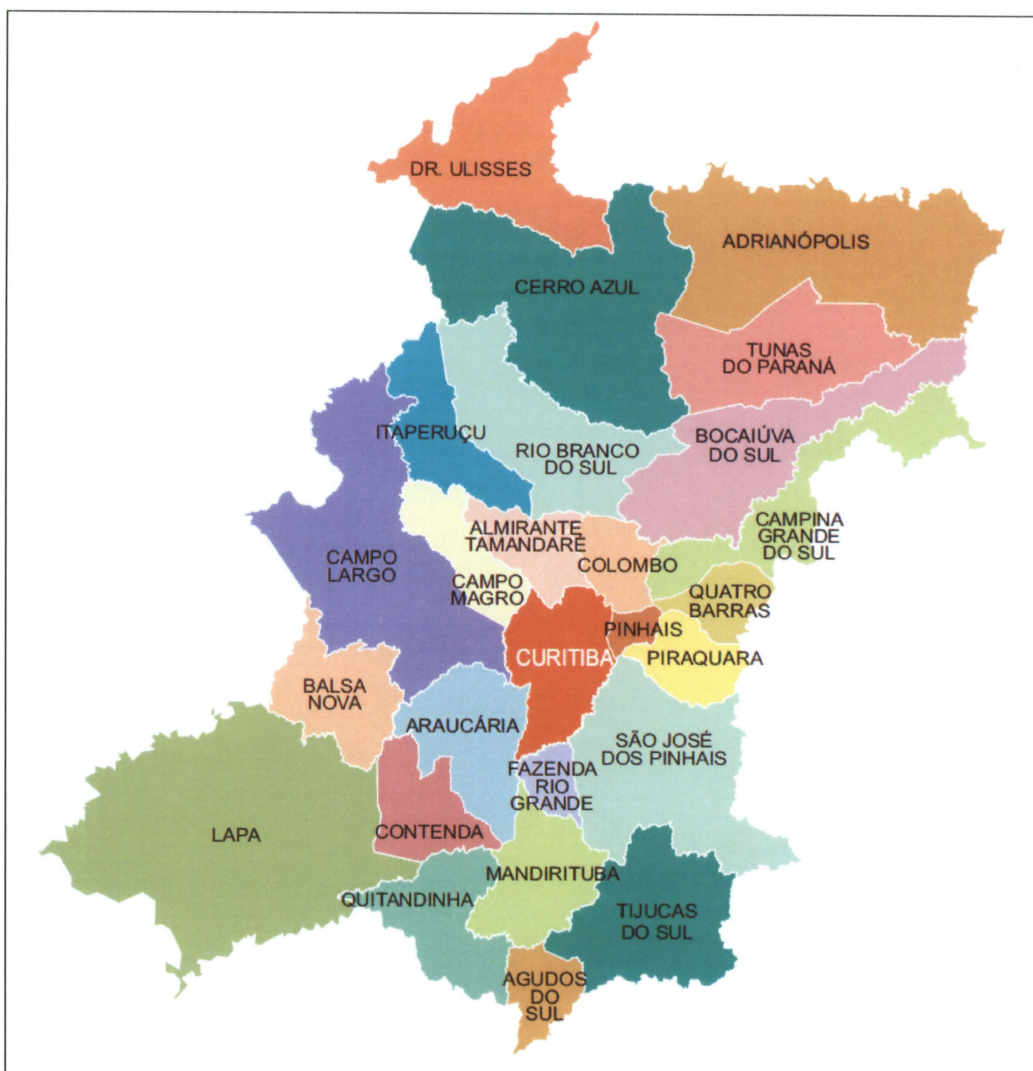 DR. ULISSES
ADRIANÓPOLIS
CERRO AZUL
TUNAS
DO PARANÁ
ITAPERUÇU
RIO BRANCO
DO SUL
BOCAIÚVA
DO SUL
CAMPINA
GRANDE
DO SUL
ALMIRANTE
TAMANDARÉ
COLOMBO
CAMPO
LARGO
CAMPO
MAGRO
QUATRO
BARRAS
PINHAIS
CURITIBA
PIRAQUARA
BALSA
NOVA
ARAUCÁRIA
SÃO JOSÉ
DOS PINHAIS
FAZENDA
RIO
GRANDE
LAPA
CONTENDA
MANDIRITUBA
QUITANDINHA
TIJUCAS
DO SUL
AGUDOS
DO
SUL